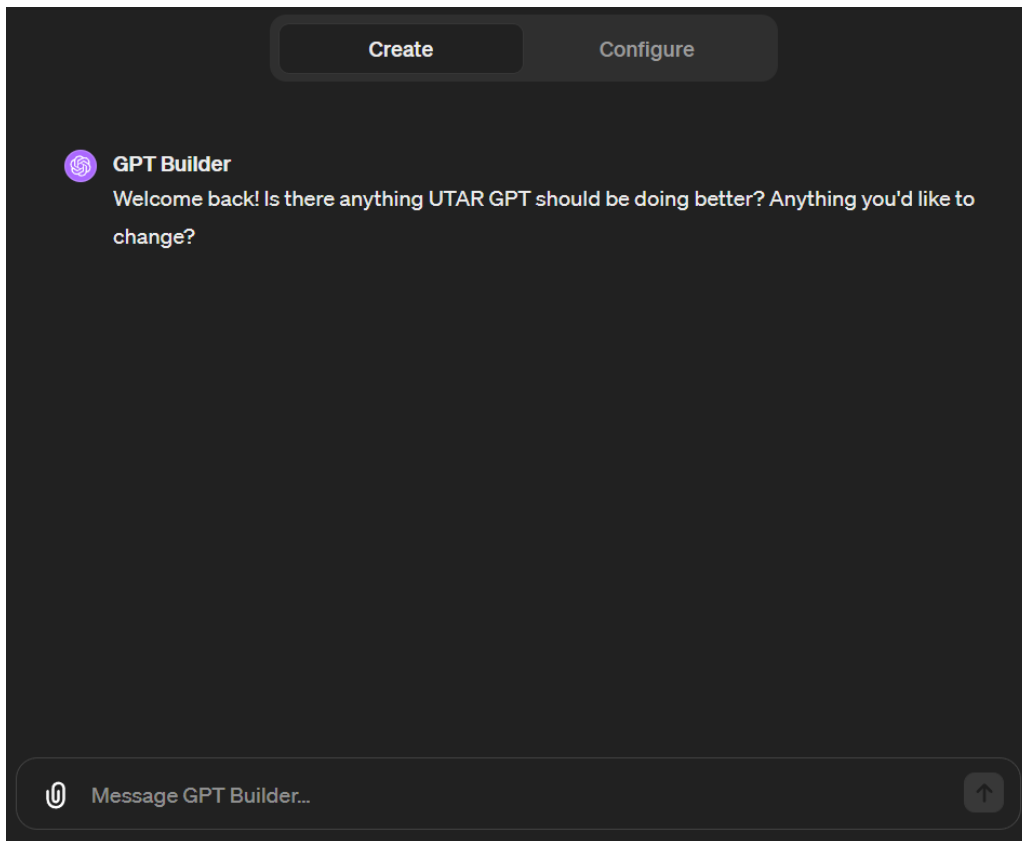 Create
Configure
GPT Builder
Welcome back! Is there anything UTAR GPT should be doing better? Anything you'd like to
change?
Message GPT Builder...